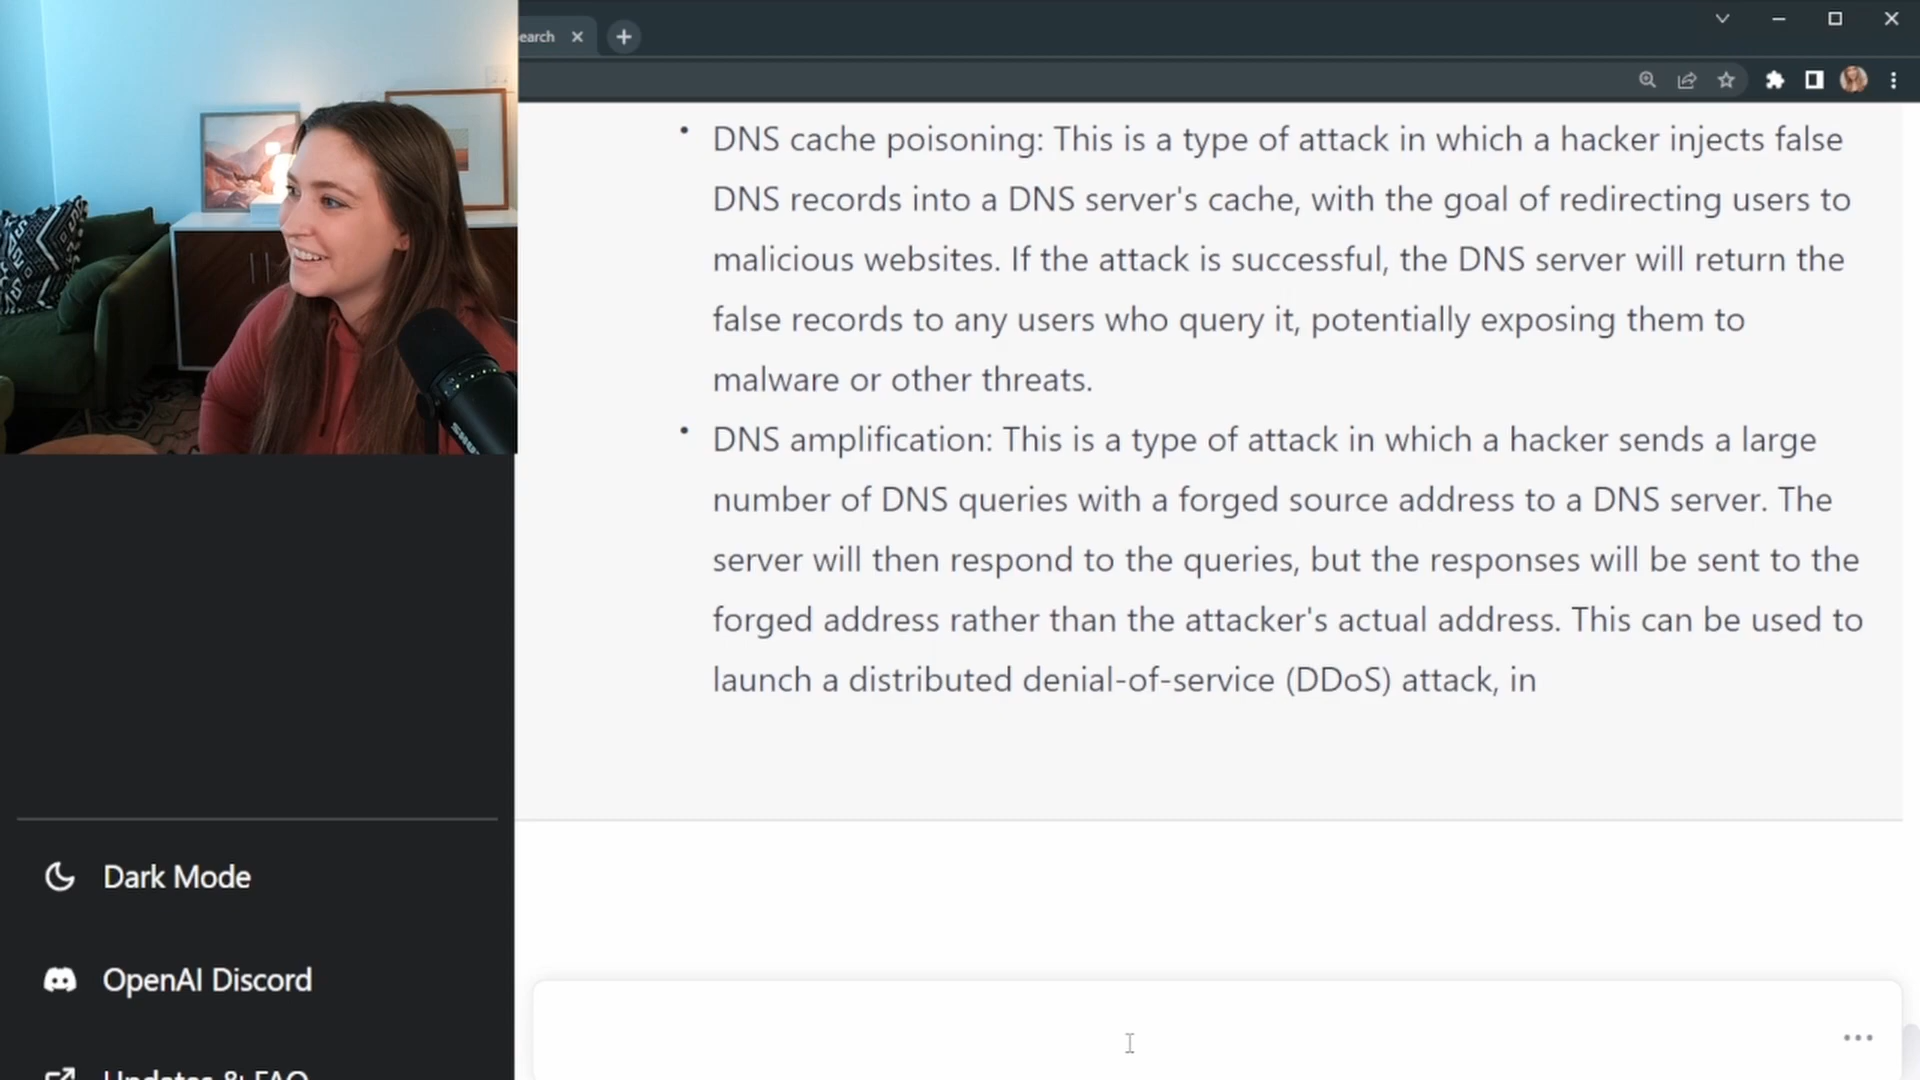 earch
• DNS cache poisoning: This is a type of attack in which a hacker injects false
DNS records into a DNS server's cache, with the goal of redirecting users to
malicious websites. If the attack is successful, the DNS server will return the
false records to any users who query it, potentially exposing them to
malware or other threats.
• DNS amplification: This is a type of attack in which a hacker sends a large
number of DNS queries with a forged source address to a DNS server. The
server will then respond to the queries, but the responses will be sent to the
forged address rather than the attacker's actual address. This can be used to
launch a distributed denial-of-service (DDoS) attack, in
Dark Mode
OpenAI Discord
Updates & FAQ